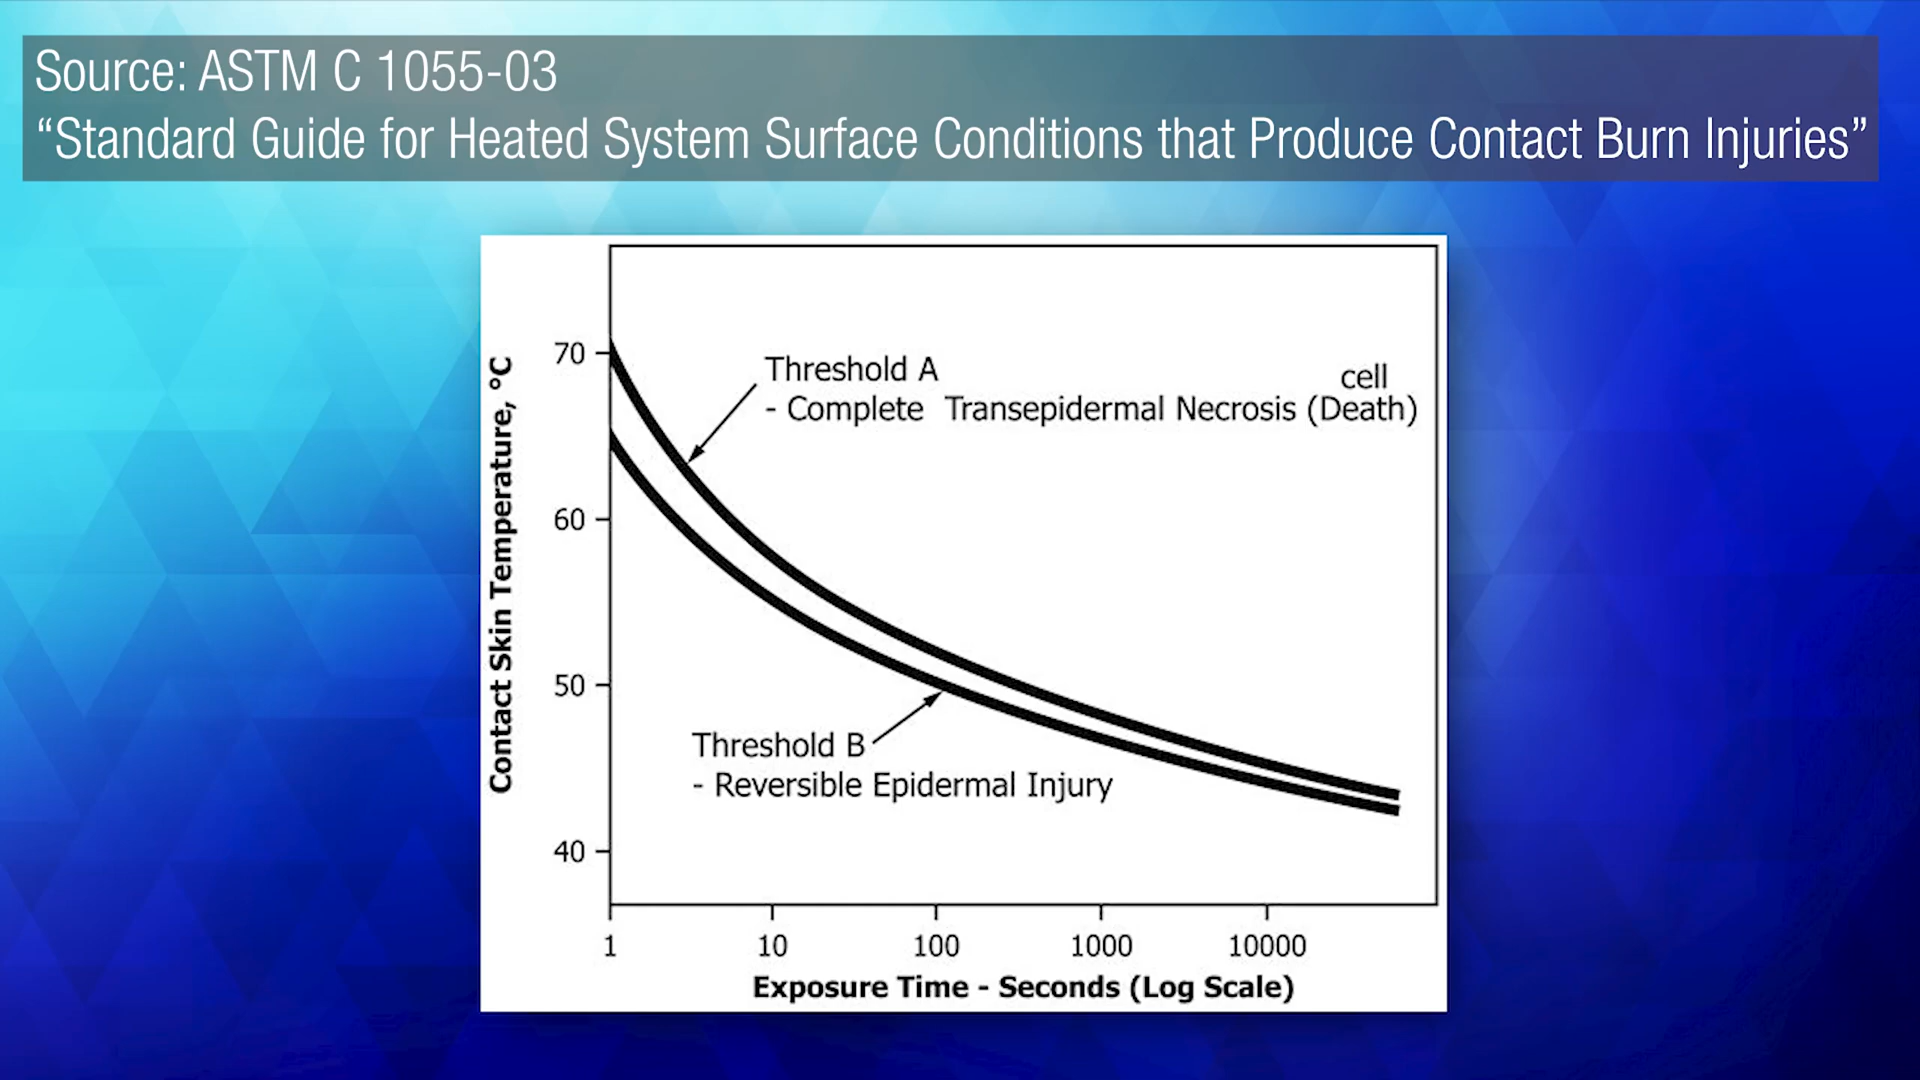 Source: ASTM C 1055-03
“Standard Guide for Heated System Surface Conditions that Produce Contact Burn Injuries”
Contact Skin Temperature, °C
70
60
50
40
Threshold A
cell
- Complete Transepidermal Necrosis (Death)
Threshold B
- Reversible Epidermal Injury
1 10 100 1000 10000
Exposure Time - Seconds (Log Scale)